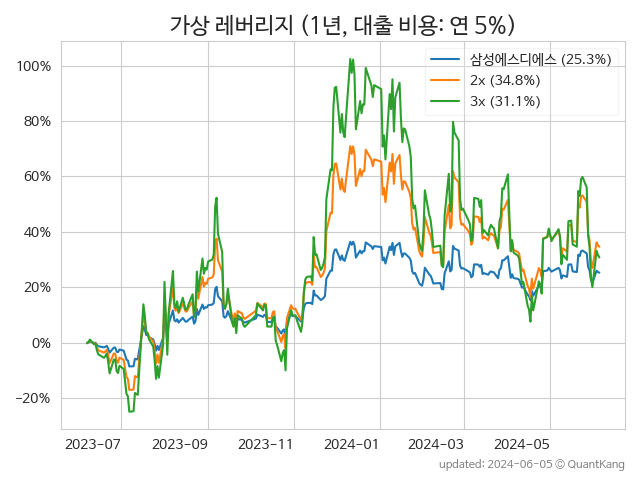 가상 레버리지 (1년, 대출 비용: 연 5%)
삼성에스디에스 (25.3%)
2x (34.8%)
3x (31.1%)
100%
80%
60%
40%
20%
0%
−20%
2023-07 2023-09 2023-11 2024-01 2024-03 2024-05
updated: 2024-06-05 © QuantKang